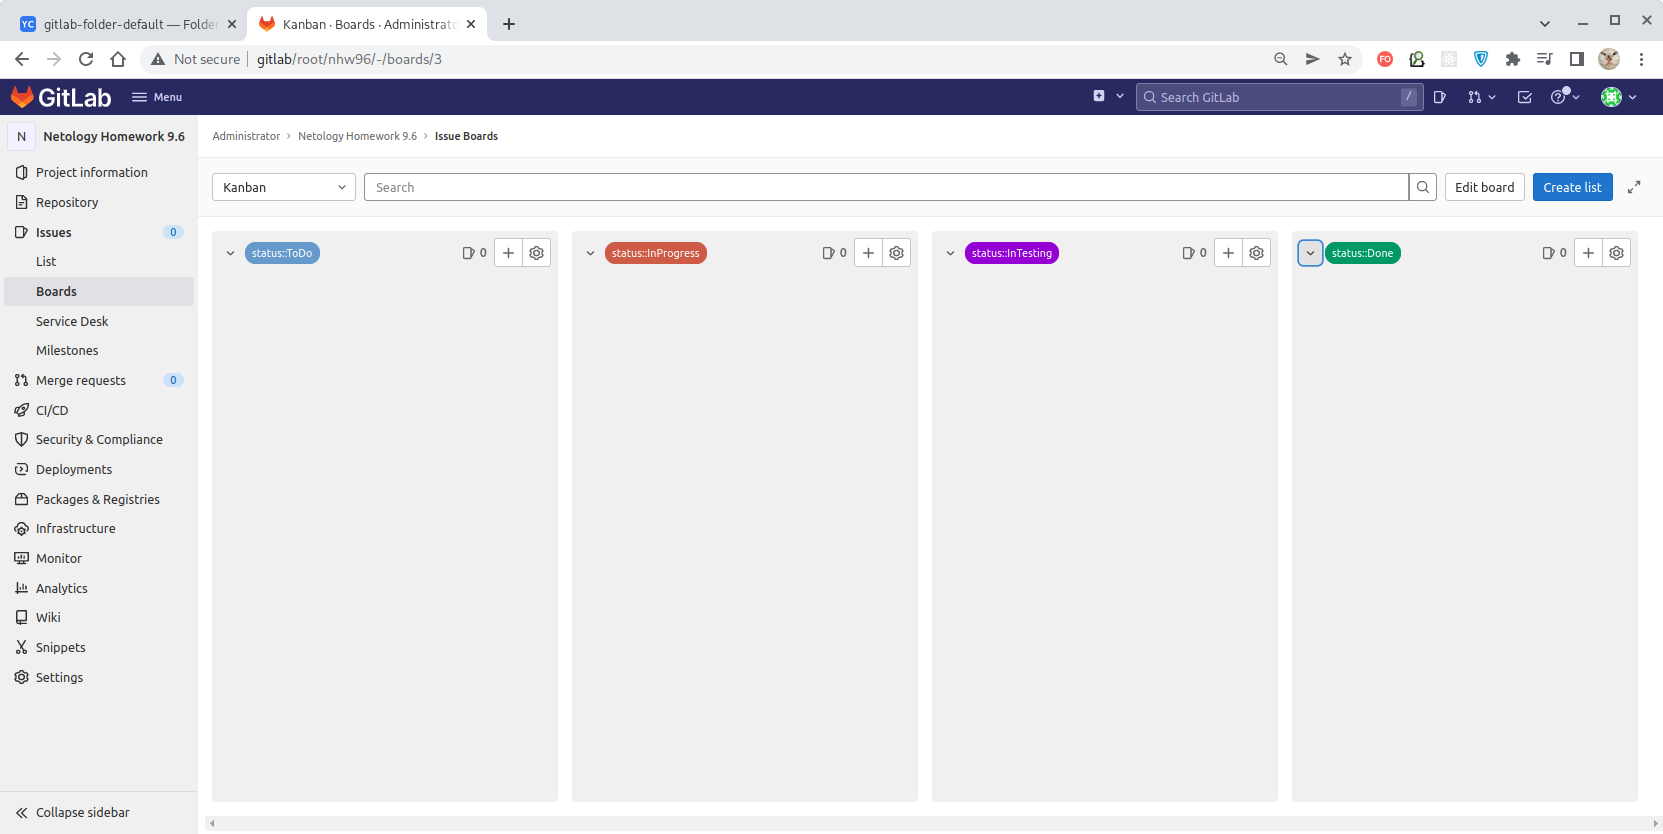 YC gitlab-folder-default — Folde
Kanban · Boards · Administrato
Not secure gitlab/root/nhw96/-/boards/3
FO
GitLab Menu Search GitLab /
N Netology Homework 9.6
Administrator › Netology Homework 9.6 › Issue Boards
Project information
Repository
Issues 0
List
Boards
Service Desk
Milestones
Merge requests 0
CI/CD
Security & Compliance
Deployments
Packages & Registries
Infrastructure
Monitor
Analytics
Wiki
Snippets
Settings
Collapse sidebar
Kanban Search Edit board Create list
status::ToDo 0
status::InProgress 0
status::InTesting 0
status::Done 0